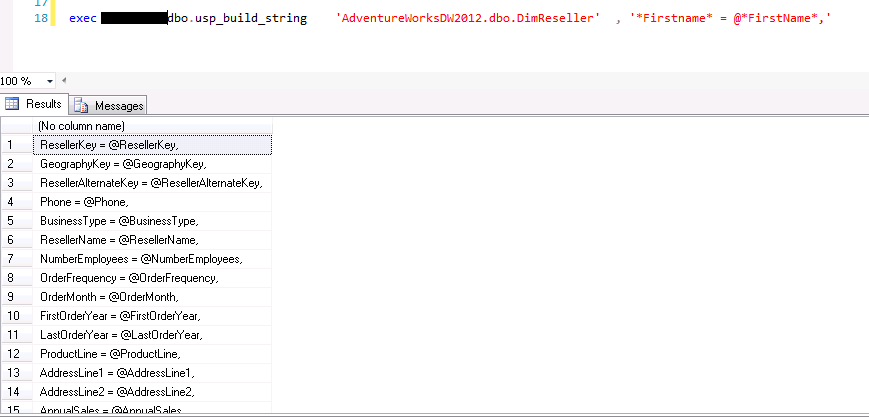 17
18 exec dbo.usp_build_string 'AdventureWorksDW2012.dbo.DimReseller' , '*Firstname* = @*FirstName*,'
100 %
Results Messages
(No column name)
1 ResellerKey = @ResellerKey,
2 GeographyKey = @GeographyKey,
3 ResellerAlternateKey = @ResellerAlternateKey,
4 Phone = @Phone,
5 BusinessType = @BusinessType,
6 ResellerName = @ResellerName,
7 NumberEmployees = @NumberEmployees,
8 OrderFrequency = @OrderFrequency,
9 OrderMonth = @OrderMonth,
10 FirstOrderYear = @FirstOrderYear,
11 LastOrderYear = @LastOrderYear,
12 ProductLine = @ProductLine,
13 AddressLine1 = @AddressLine1,
14 AddressLine2 = @AddressLine2,
15 AnnualSales = @AnnualSales,